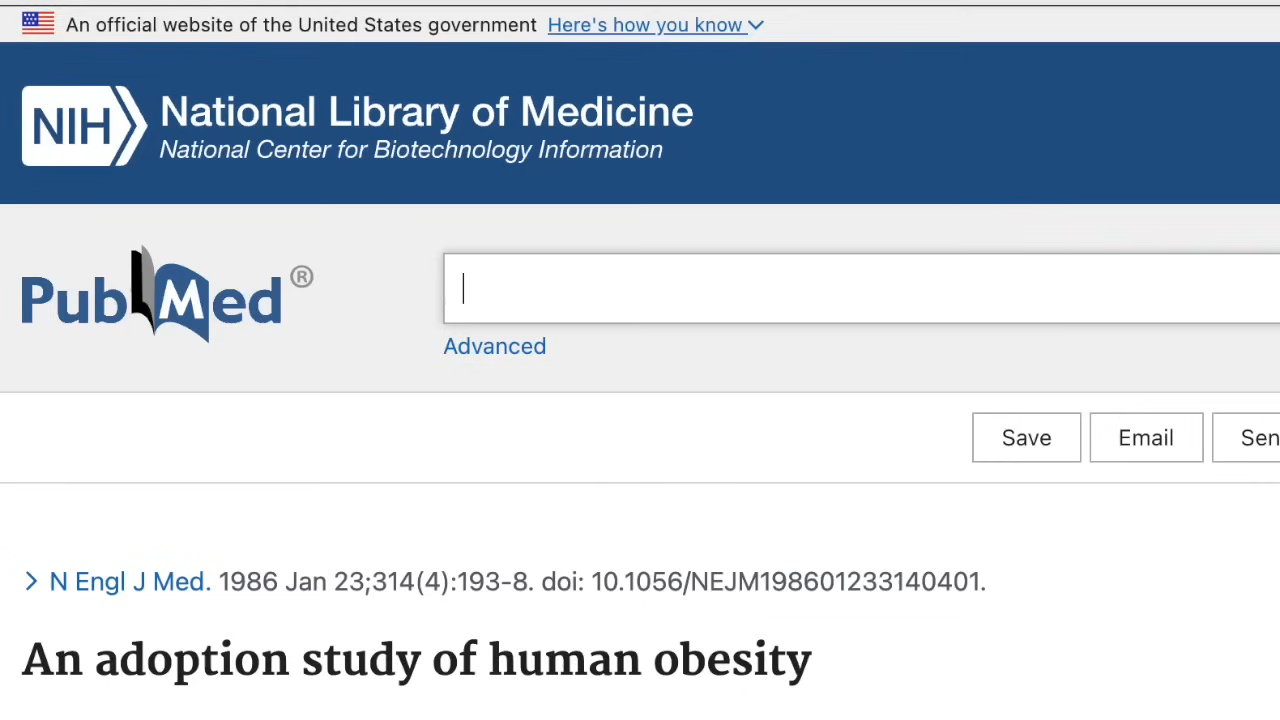 An official website of the United States government Here's how you know
NIH National Library of Medicine
National Center for Biotechnology Information
PubMed®
Advanced
Save Email Sen
N Engl J Med. 1986 Jan 23;314(4):193-8. doi: 10.1056/NEJM198601233140401.
An adoption study of human obesity